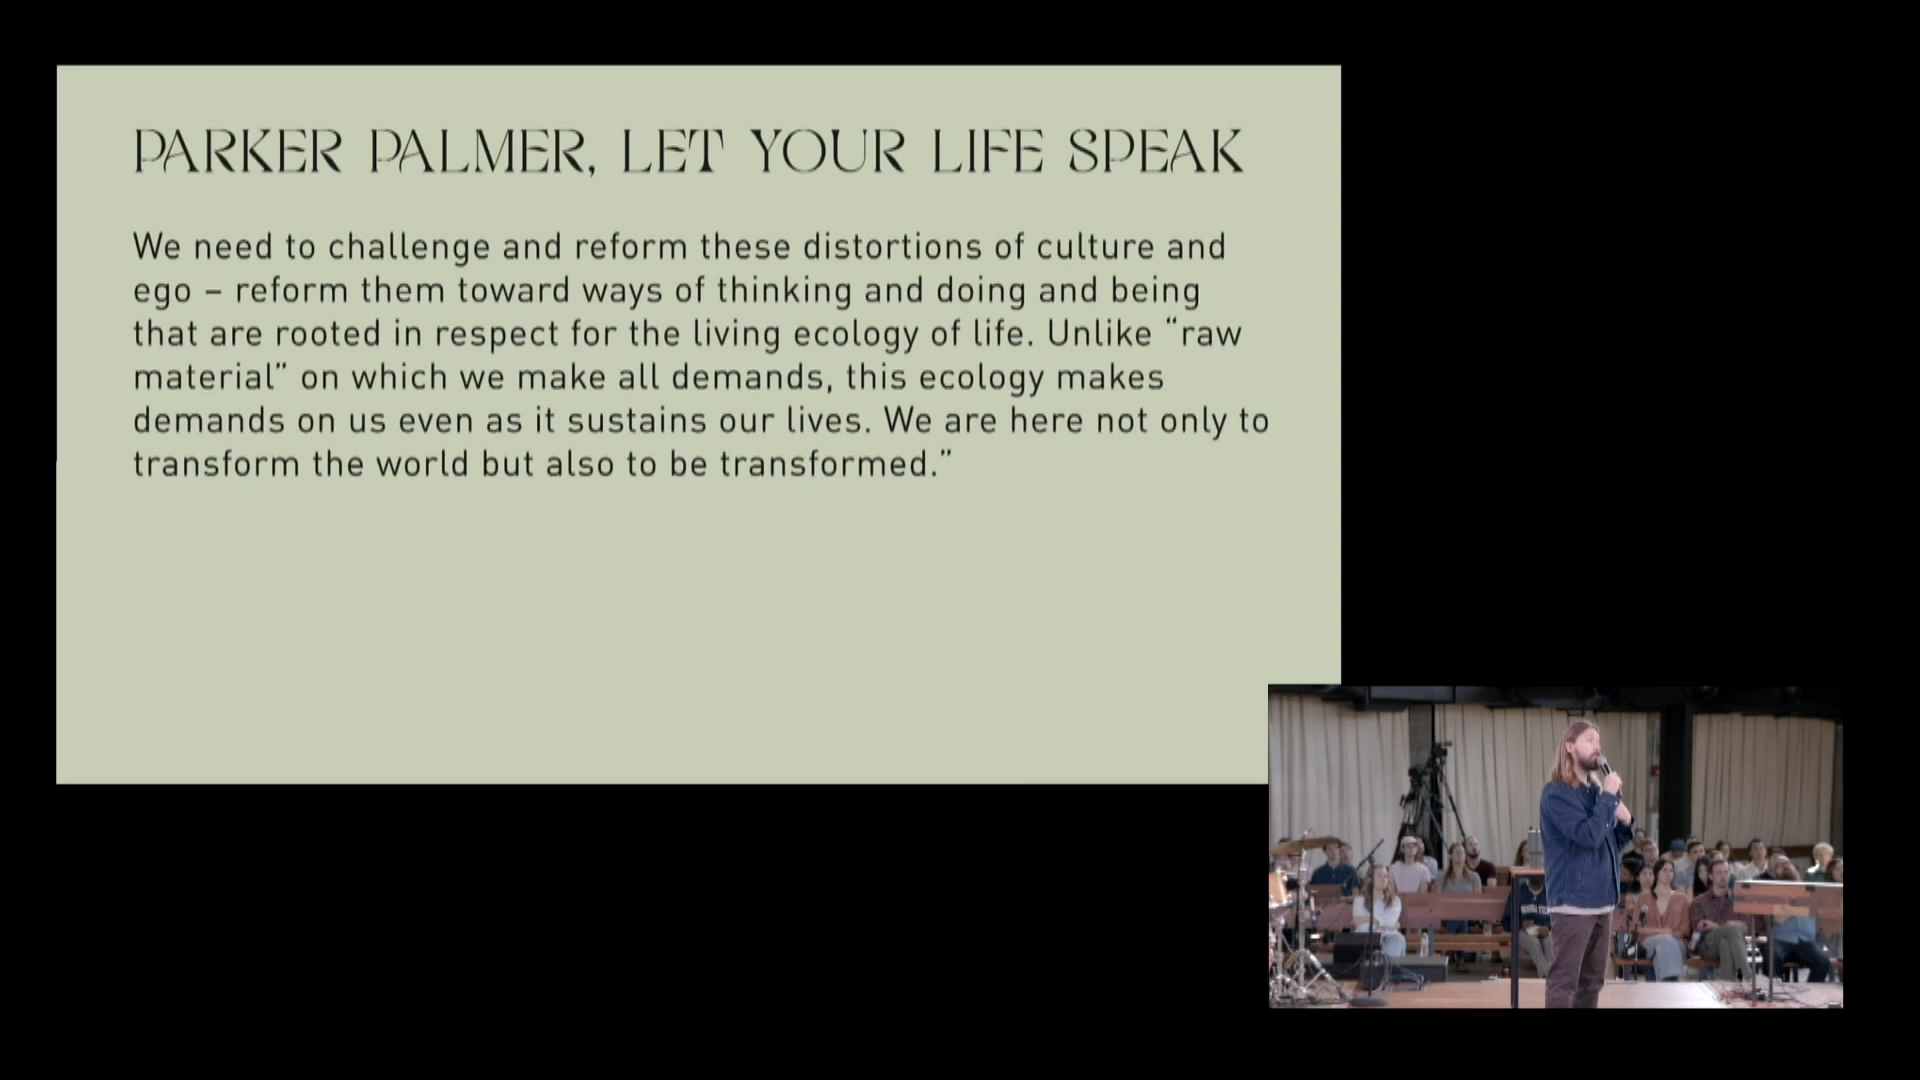 PARKER PALMER, LET YOUR LIFE SPEAK
We need to challenge and reform these distortions of culture and
ego – reform them toward ways of thinking and doing and being
that are rooted in respect for the living ecology of life. Unlike “raw
material” on which we make all demands, this ecology makes
demands on us even as it sustains our lives. We are here not only to
transform the world but also to be transformed.”